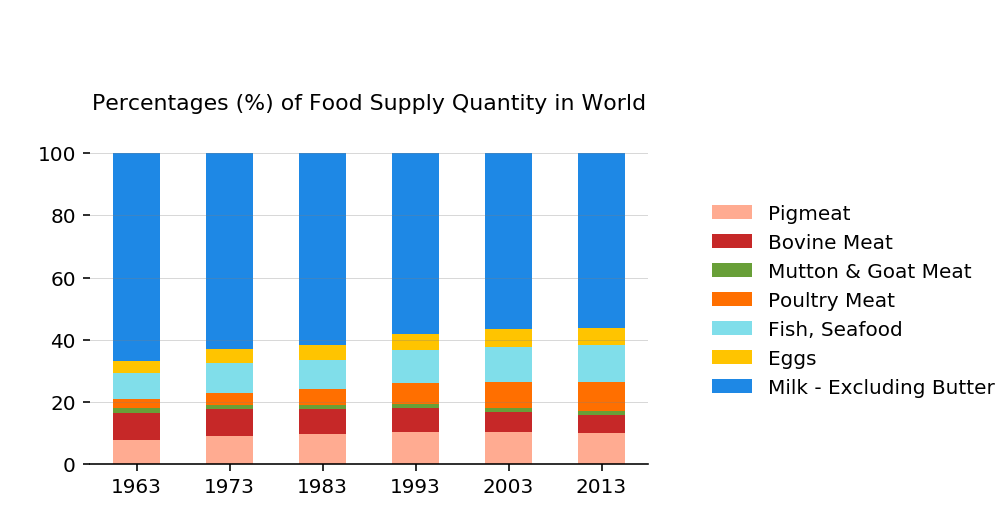 Percentages (%) of Food Supply Quantity in World
100
80
60
40
20
0
1963 1973 1983 1993 2003 2013
Pigmeat
Bovine Meat
Mutton & Goat Meat
Poultry Meat
Fish, Seafood
Eggs
Milk - Excluding Butter